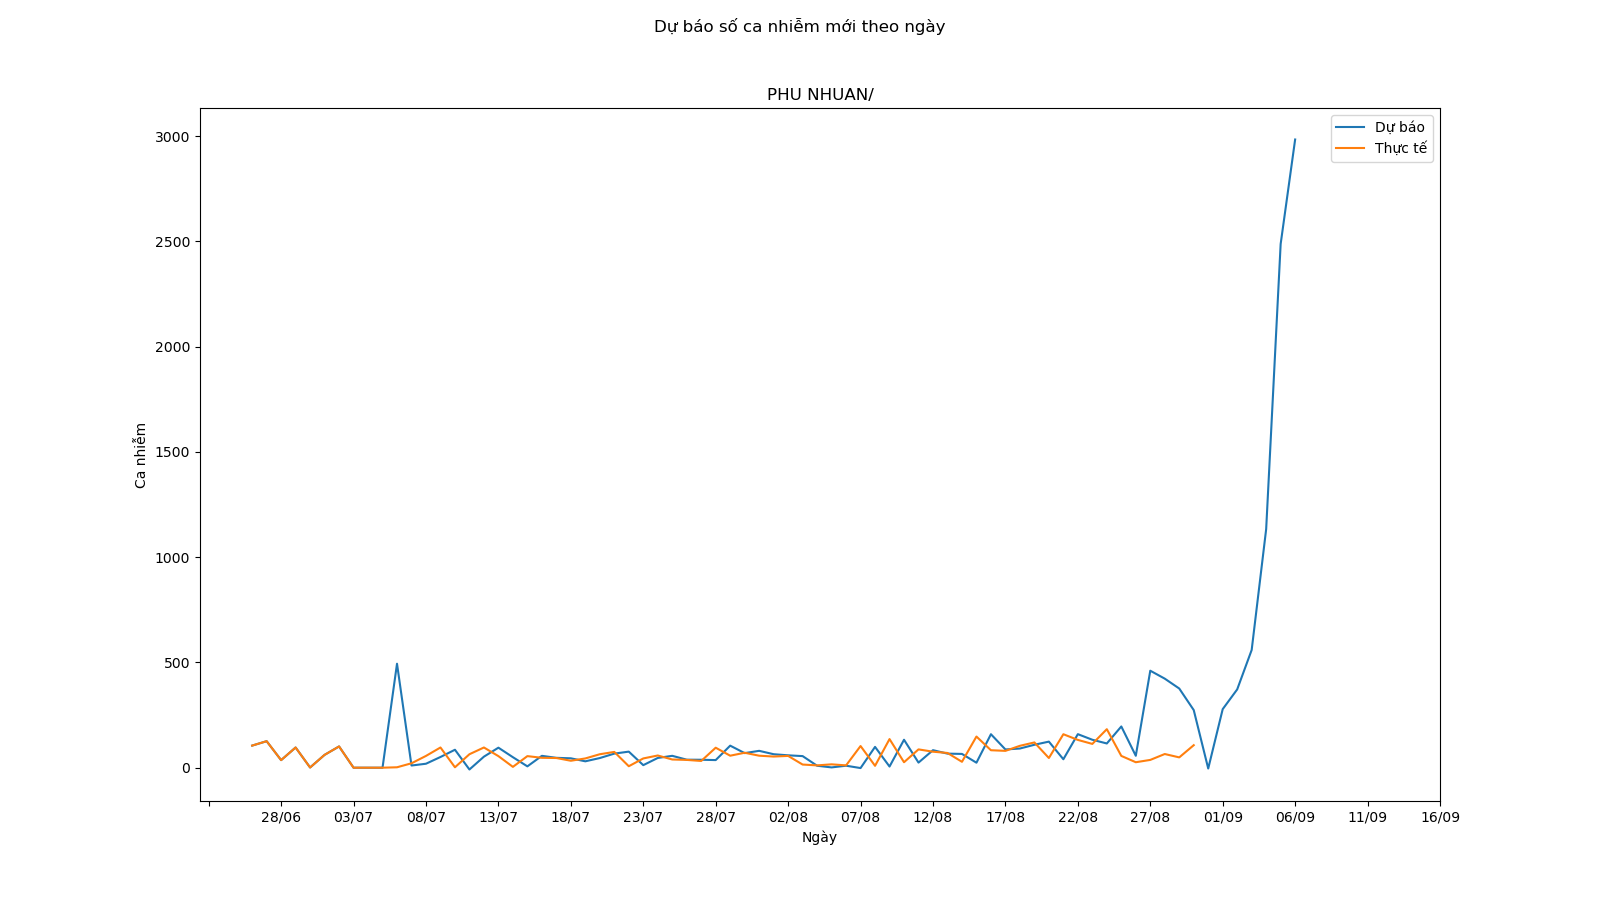 Dự báo số ca nhiễm mới theo ngày
PHU NHUAN/
Dự báo
Thực tế
3000
2500
2000
1500
1000
500
0
Ca nhiễm
28/06 03/07 08/07 13/07 18/07 23/07 28/07 02/08 07/08 12/08 17/08 22/08 27/08 01/09 06/09 11/09 16/09
Ngày